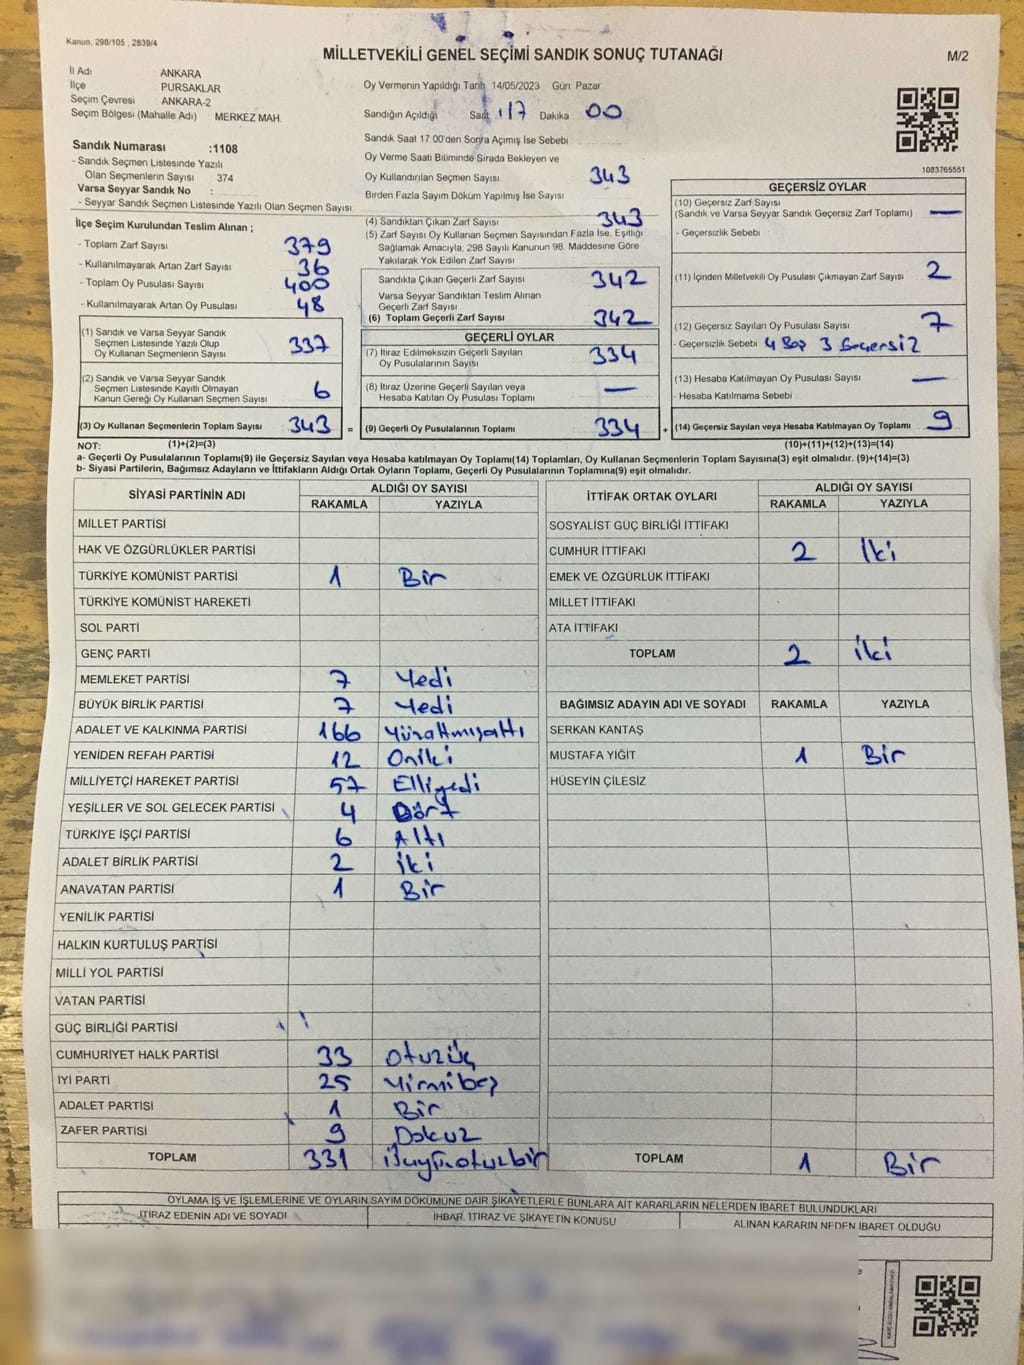 Kanun, 298/105 , 2839/4
MİLLETVEKİLİ GENEL SEÇİMİ SANDIK SONUÇ TUTANAĞI
M/2
İl Adı : ANKARA
İlçe : PURSAKLAR
Seçim Çevresi : ANKARA-2
Seçim Bölgesi (Mahalle Adı) MERKEZ MAH.
Oy Vermenin Yapıldığı Tarih 14/05/2023 Gün: Pazar
Sandığın Açıldığı Saat 17 Dakika 00
Sandık Saat 17:00'den Sonra Açımış İse Sebebi
Sandık Numarası :1108
- Sandık Seçmen Listesinde Yazılı
Olan Seçmenlerin Sayısı : 374
Varsa Seyyar Sandık No :
- Seyyar Sandık Seçmen Listesinde Yazılı Olan Seçmen Sayısı
Oy Verme Saati Bitiminde Sırada Bekleyen ve
Oy Kullandırılan Seçmen Sayısı 343
Birden Fazla Sayım Döküm Yapılmış İse Sayısı
1083765551
İlçe Seçim Kurulundan Teslim Alınan ;
- Toplam Zarf Sayısı 379
- Kullanılmayarak Artan Zarf Sayısı 36
- Toplam Oy Pusulası Sayısı 400
- Kullanılmayarak Artan Oy Pusulası 48
(1) Sandık ve Varsa Seyyar Sandık
Seçmen Listesinde Yazılı Olup
Oy Kullanan Seçmenlerin Sayısı 337
(2) Sandık ve Varsa Seyyar Sandık
Seçmen Listesinde Kayıtlı Olmayan
Kanun Gereği Oy Kullanan Seçmen Sayısı 6
(3) Oy Kullanan Seçmenlerin Toplam Sayısı 343 =
(4) Sandıktan Çıkan Zarf Sayısı 343
(5) Zarf Sayısı Oy Kullanan Seçmen Sayısından Fazla İse, Eşitliği
Sağlamak Amacıyla, 298 Sayılı Kanunun 98. Maddesine Göre
Yakılarak Yok Edilen Zarf Sayısı
Sandıkta Çıkan Geçerli Zarf Sayısı 342
Varsa Seyyar Sandıktan Teslim Alınan
Geçerli Zarf Sayısı
(6) Toplam Geçerli Zarf Sayısı 342
GEÇERLİ OYLAR
(7) İtiraz Edilmeksizin Geçerli Sayılan
Oy Pusulalarının Sayısı 334
(8) İtiraz Üzerine Geçerli Sayılan veya
Hesaba Katılan Oy Pusulası Toplamı —
(9) Geçerli Oy Pusulalarının Toplamı 334 +
GEÇERSİZ OYLAR
(10) Geçersiz Zarf Sayısı
(Sandık ve Varsa Seyyar Sandık Geçersiz Zarf Toplamı) —
- Geçersizlik Sebebi
(11) İçinden Milletvekili Oy Pusulası Çıkmayan Zarf Sayısı 2
(12) Geçersiz Sayılan Oy Pusulası Sayısı 7
- Geçersizlik Sebebi 4 Boş 3 Geçersiz
(13) Hesaba Katılmayan Oy Pusulası Sayısı —
- Hesaba Katılmama Sebebi
(14) Geçersiz Sayılan veya Hesaba Katılmayan Oy Toplamı 9
NOT: (1)+(2)=(3) (10)+(11)+(12)+(13)=(14)
a- Geçerli Oy Pusulasının Toplamı(9) ile Geçersiz Sayılan veya Hesaba katılmayan Oy Toplamı(14) Toplamları, Oy Kullanan Seçmenlerin Toplam Sayısına(3) eşit olmalıdır. (9)+(14)=(3)
b- Siyasi Partilerin, Bağımsız Adayların ve İttifakların Aldığı Ortak Oyların Toplamı, Geçerli Oy Pusulalarının Toplamına(9) eşit olmalıdır.
SİYASİ PARTİNİN ADI ALDIĞI OY SAYISI
RAKAMLA YAZIYLA
MİLLET PARTİSİ
HAK VE ÖZGÜRLÜKLER PARTİSİ
TÜRKİYE KOMÜNİST PARTİSİ 1 Bir
TÜRKİYE KOMÜNİST HAREKETİ
SOL PARTİ
GENÇ PARTİ
MEMLEKET PARTİSİ 7 Yedi
BÜYÜK BİRLİK PARTİSİ 7 Yedi
ADALET VE KALKINMA PARTİSİ 166 Yüzaltmışaltı
YENİDEN REFAH PARTİSİ 12 Oniki
MİLLİYETÇİ HAREKET PARTİSİ 57 Elliyedi
YEŞİLLER VE SOL GELECEK PARTİSİ 4 Dört
TÜRKİYE İŞÇİ PARTİSİ 6 Altı
ADALET BİRLİK PARTİSİ 2 İki
ANAVATAN PARTİSİ 1 Bir
YENİLİK PARTİSİ
HALKIN KURTULUŞ PARTİSİ
MİLLİ YOL PARTİSİ
VATAN PARTİSİ
GÜÇ BİRLİĞİ PARTİSİ
CUMHURİYET HALK PARTİSİ 33 Otuzüç
İYİ PARTİ 25 Yirmibeş
ADALET PARTİSİ 1 Bir
ZAFER PARTİSİ 9 Dokuz
TOPLAM 331 Üçyüzotuzbir
İTTİFAK ORTAK OYLARI ALDIĞI OY SAYISI
RAKAMLA YAZIYLA
SOSYALİST GÜÇ BİRLİĞİ İTTİFAKI
CUMHUR İTTİFAKI 2 İki
EMEK VE ÖZGÜRLÜK İTTİFAKI
MİLLET İTTİFAKI
ATA İTTİFAKI
TOPLAM 2 İki
BAĞIMSIZ ADAYIN ADI VE SOYADI RAKAMLA YAZIYLA
SERKAN KANTAŞ
MUSTAFA YİĞİT 1 Bir
HÜSEYİN ÇİLESİZ
TOPLAM 1 Bir
OYLAMA İŞ VE İŞLEMLERİNE VE OYLARIN SAYIM DÖKÜMÜNE DAİR ŞİKAYETLERLE BUNLARA AİT KARARLARIN NELERDEN İBARET BULUNDUKLARI
İTİRAZ EDENİN ADI VE SOYADI İHBAR, İTİRAZ VE ŞİKAYETİN KONUSU ALINAN KARARIN NEDEN İBARET OLDUĞU